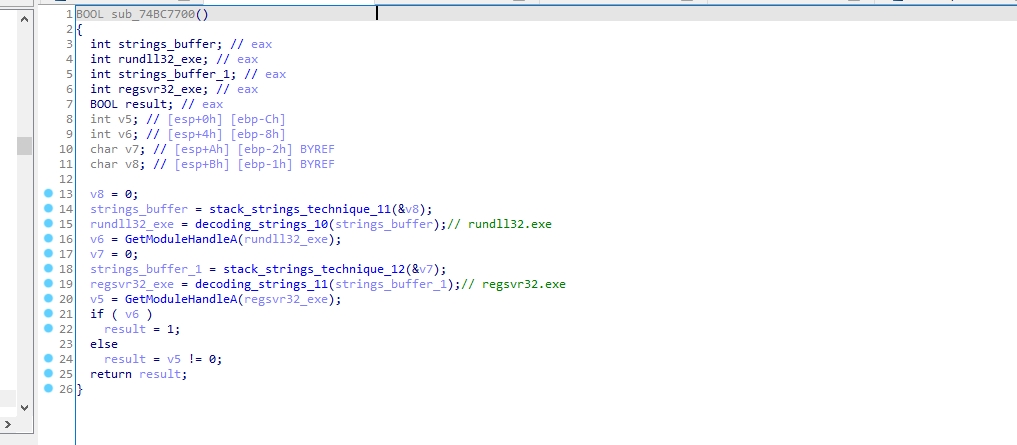 1 BOOL sub_74BC7700()
2 {
3 int strings_buffer; // eax
4 int rundll32_exe; // eax
5 int strings_buffer_1; // eax
6 int regsvr32_exe; // eax
7 BOOL result; // eax
8 int v5; // [esp+0h] [ebp-Ch]
9 int v6; // [esp+4h] [ebp-8h]
10 char v7; // [esp+Ah] [ebp-2h] BYREF
11 char v8; // [esp+Bh] [ebp-1h] BYREF
12
13 v8 = 0;
14 strings_buffer = stack_strings_technique_11(&v8);
15 rundll32_exe = decoding_strings_10(strings_buffer);// rundll32.exe
16 v6 = GetModuleHandleA(rundll32_exe);
17 v7 = 0;
18 strings_buffer_1 = stack_strings_technique_12(&v7);
19 regsvr32_exe = decoding_strings_11(strings_buffer_1);// regsvr32.exe
20 v5 = GetModuleHandleA(regsvr32_exe);
21 if ( v6 )
22 result = 1;
23 else
24 result = v5 != 0;
25 return result;
26 }